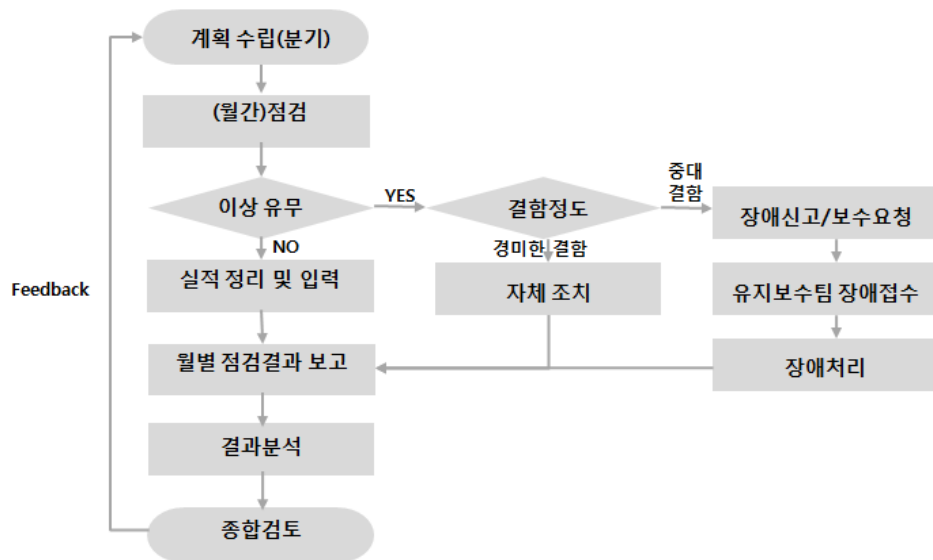 계획 수립(분기)
(월간)점검
이상 유무
YES
결함정도
중대
결함
장애신고/보수요청
NO
경미한 결함
실적 정리 및 입력
자체 조치
유지보수팀 장애접수
Feedback
월별 점검결과 보고
장애처리
결과분석
종합검토